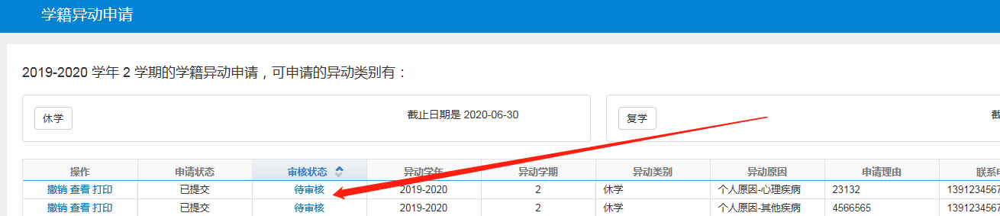 学籍异动申请
2019-2020 学年 2 学期的学籍异动申请，可申请的异动类别有：
休学 截止日期是 2020-06-30 复学
操作 申请状态 审核状态 异动学年 异动学期 异动类别 异动原因 申请理由 联系
撤销 查看 打印 已提交 待审核 2019-2020 2 休学 个人原因-心理疾病 23132 1391234567
撤销 查看 打印 已提交 待审核 2019-2020 2 休学 个人原因-其他疾病 4566565 1391234567